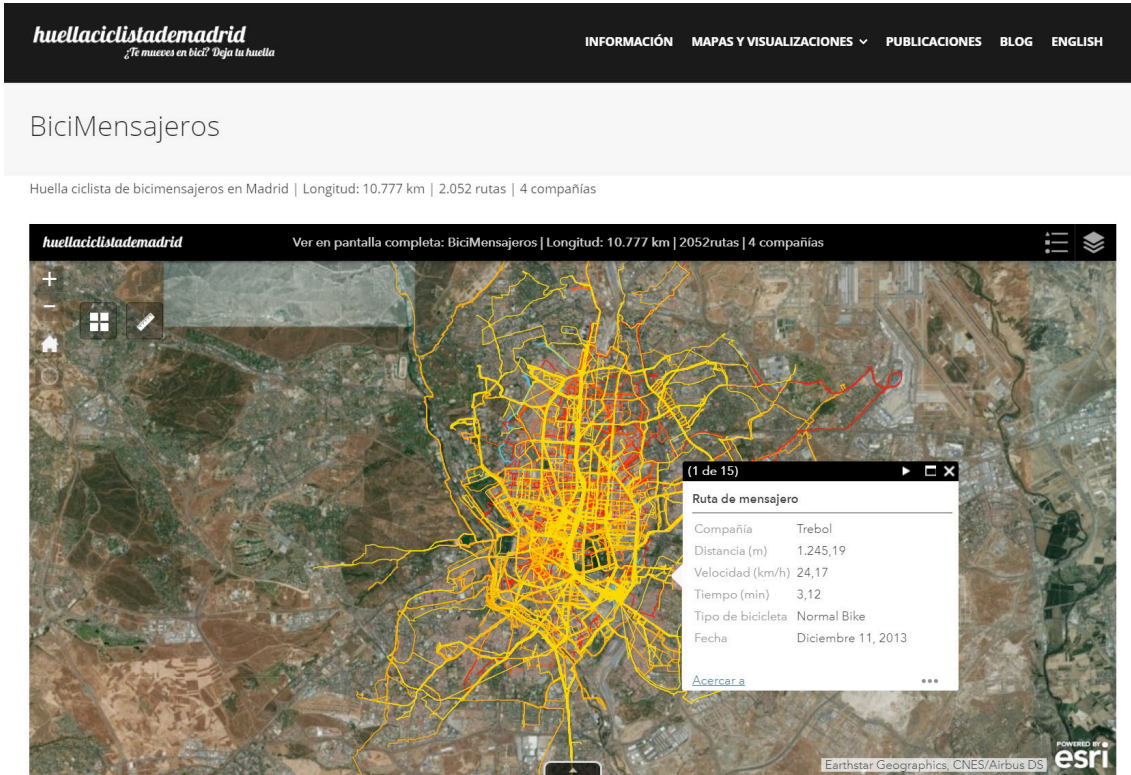 huellaciclistademadrid
¿Te mueves en bici? Deja tu huella
INFORMACIÓN MAPAS Y VISUALIZACIONES PUBLICACIONES BLOG ENGLISH
BiciMensajeros
Huella ciclista de bicimensajeros en Madrid | Longitud: 10.777 km | 2.052 rutas | 4 compañías
huellaciclistademadrid
Ver en pantalla completa: BiciMensajeros | Longitud: 10.777 km | 2052rutas | 4 compañías
(1 de 15)
Ruta de mensajero
Compañía Trebol
Distancia (m) 1.245,19
Velocidad (km/h) 24,17
Tiempo (min) 3,12
Tipo de bicicleta Normal Bike
Fecha Diciembre 11, 2013
Acercar a
POWERED BY
esri
Earthstar Geographics, CNES/Airbus DS